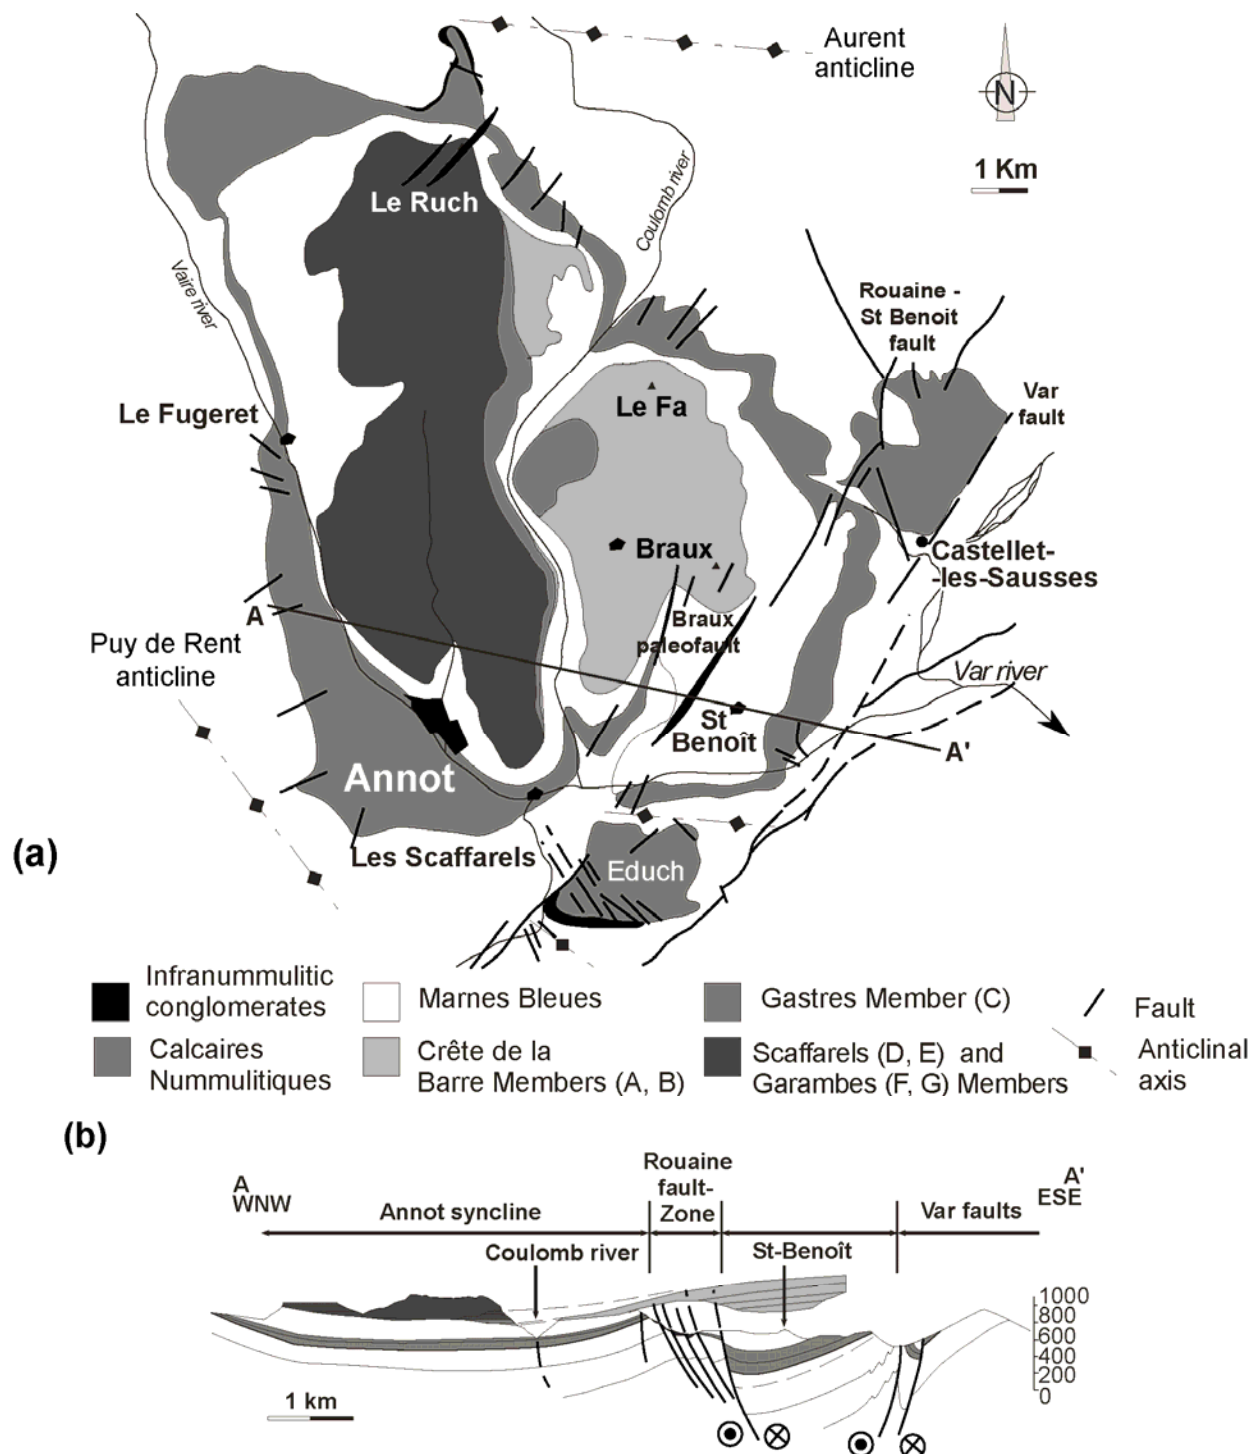 Aurent
anticline
N
1 Km
Coulomb river
Le Ruch
Vaire river
Rouaine -
St Benoit
fault
Var
fault
Le Fugeret
Le Fa
Braux
Castellet-
-les-Sausses
A
Braux
paleofault
Puy de Rent
anticline
Var river
St
Benoît
A'
Annot
(a)
Les Scaffarels
Educh
Infranummulitic
conglomerates
Marnes Bleues
Gastres Member (C)
Fault
Calcaires
Nummulitiques
Crête de la
Barre Members (A, B)
Scaffarels (D, E) and
Garambes (F, G) Members
Anticlinal
axis
(b)
A
WNW
Annot syncline
Rouaine
fault-
Zone
A'
ESE
Var faults
Coulomb river
St-Benoît
1000
800
600
400
200
0
1 km